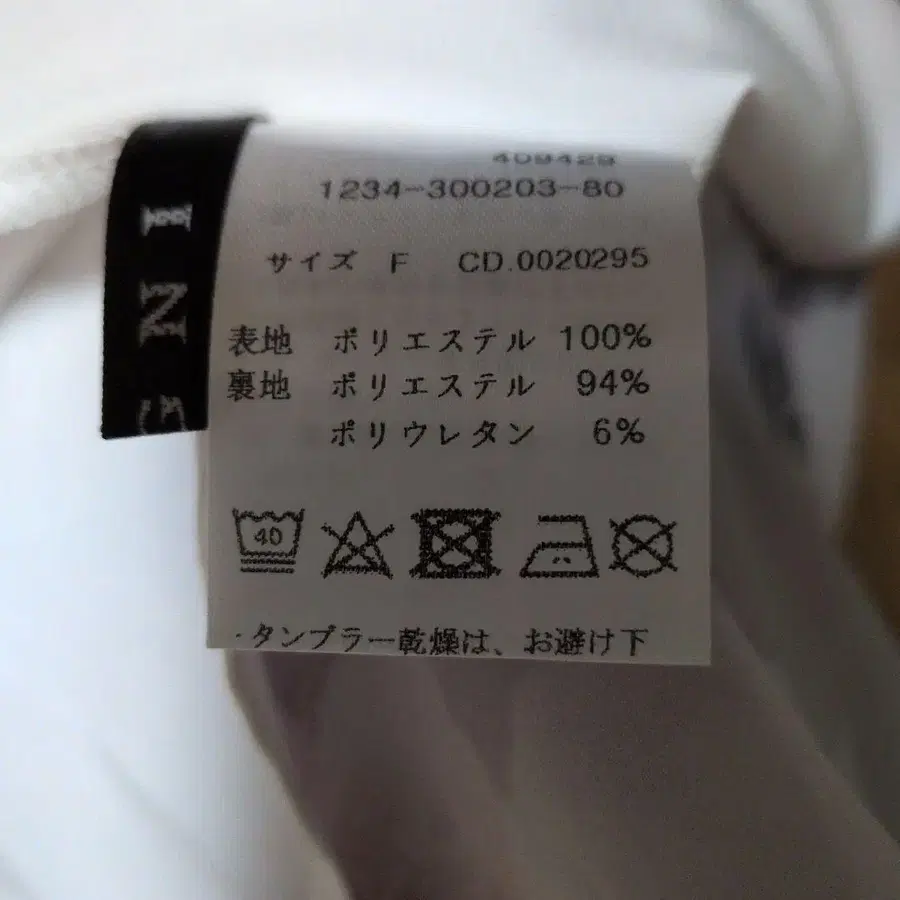 409429
1234-300203-80
サイズ F CD.0020295
表地 ポリエステル 100%
裏地 ポリエステル 94%
ポリウレタン 6%
40
・タンブラー乾燥は、お避け下
I N G